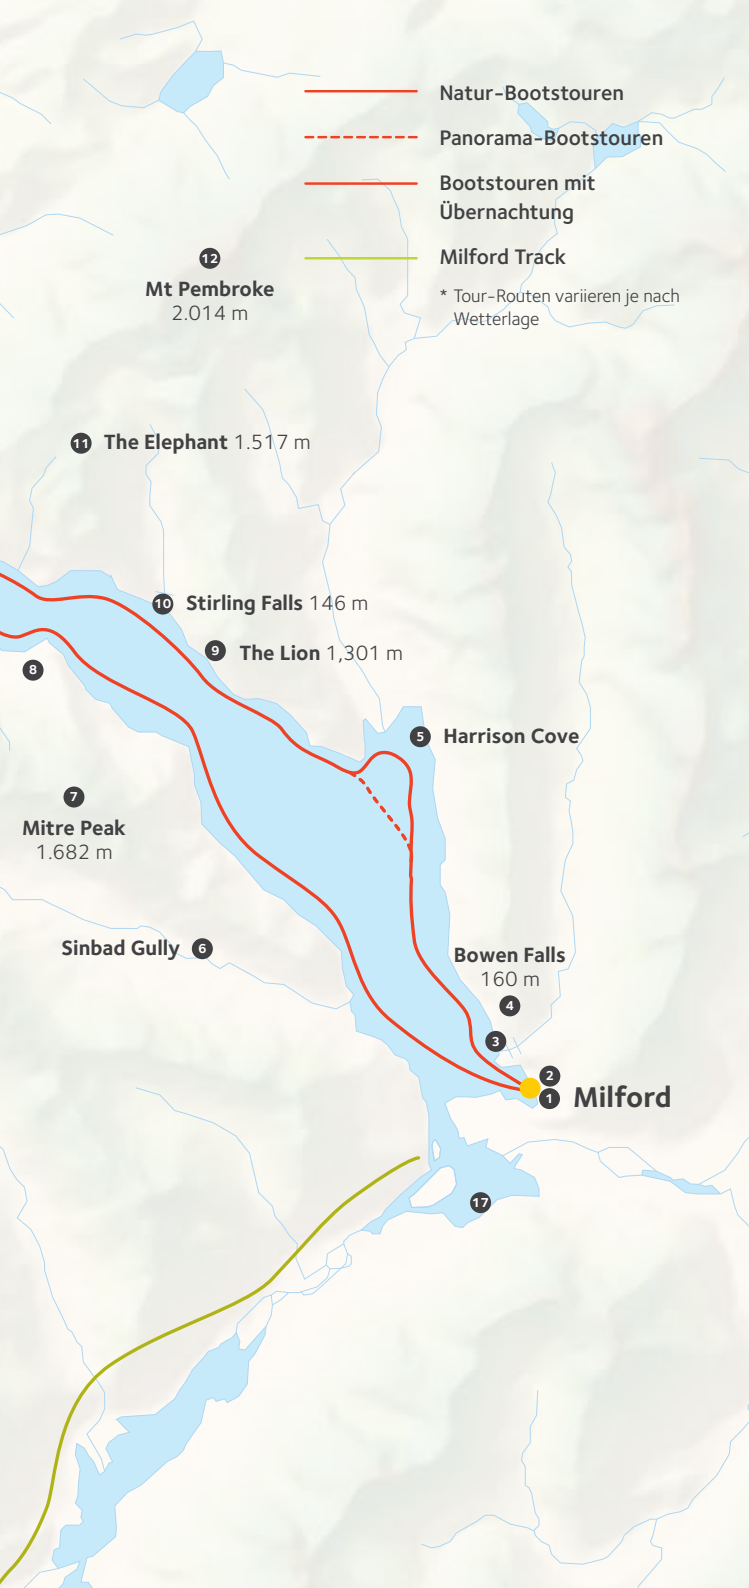 Natur-Bootstouren
Panorama-Bootstouren
Bootstouren mit
Übernachtung
12
Milford Track
Mt Pembroke
2.014 m
* Tour-Routen variieren je nach
Wetterlage
11 The Elephant 1.517 m
10 Stirling Falls 146 m
9 The Lion 1,301 m
8
5 Harrison Cove
7
Mitre Peak
1.682 m
Sinbad Gully 6
Bowen Falls
160 m
4
3
2
1 Milford
17